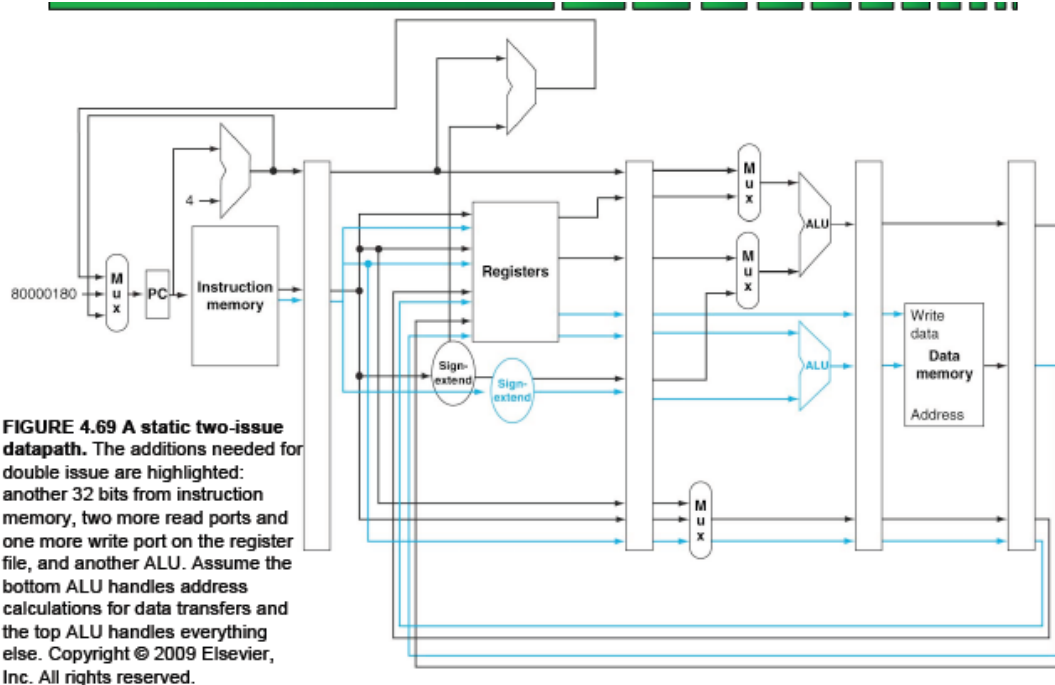 4
80000180
M
u
x
PC
Instruction
memory
Registers
Sign-
extend
Sign-
extend
M
u
x
M
u
x
ALU
ALU
Write
data
Data
memory
Address
M
u
x
FIGURE 4.69 A static two-issue
datapath. The additions needed for
double issue are highlighted:
another 32 bits from instruction
memory, two more read ports and
one more write port on the register
file, and another ALU. Assume the
bottom ALU handles address
calculations for data transfers and
the top ALU handles everything
else. Copyright © 2009 Elsevier,
Inc. All rights reserved.